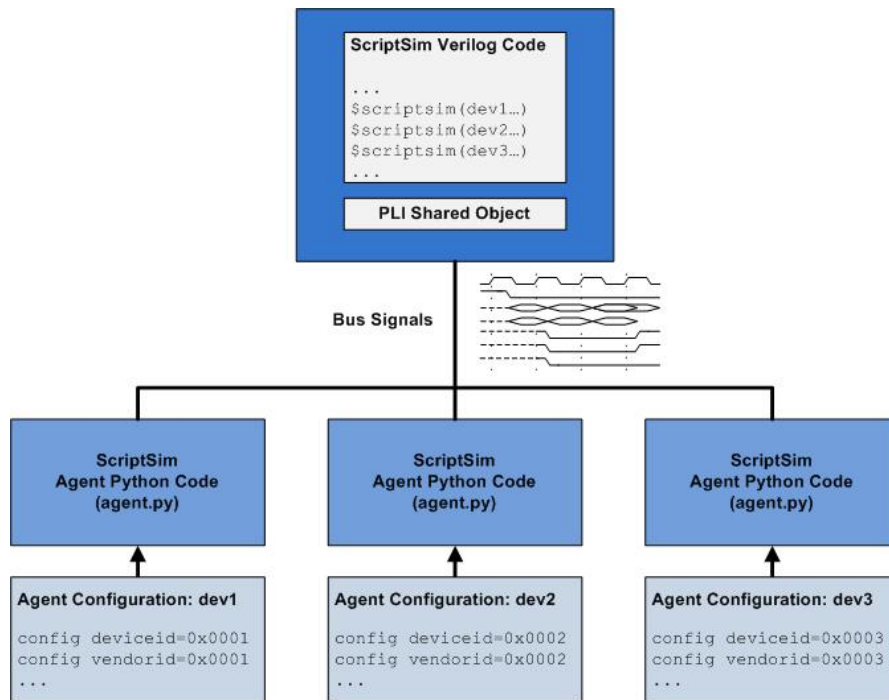 ScriptSim Verilog Code
...
$scriptsim(dev1…)
$scriptsim(dev2…)
$scriptsim(dev3…)
...
PLI Shared Object
Bus Signals
ScriptSim
Agent Python Code
(agent.py)
ScriptSim
Agent Python Code
(agent.py)
ScriptSim
Agent Python Code
(agent.py)
Agent Configuration: dev1
config deviceid=0x0001
config vendorid=0x0001
...
Agent Configuration: dev2
config deviceid=0x0002
config vendorid=0x0002
...
Agent Configuration: dev3
config deviceid=0x0003
config vendorid=0x0003
...